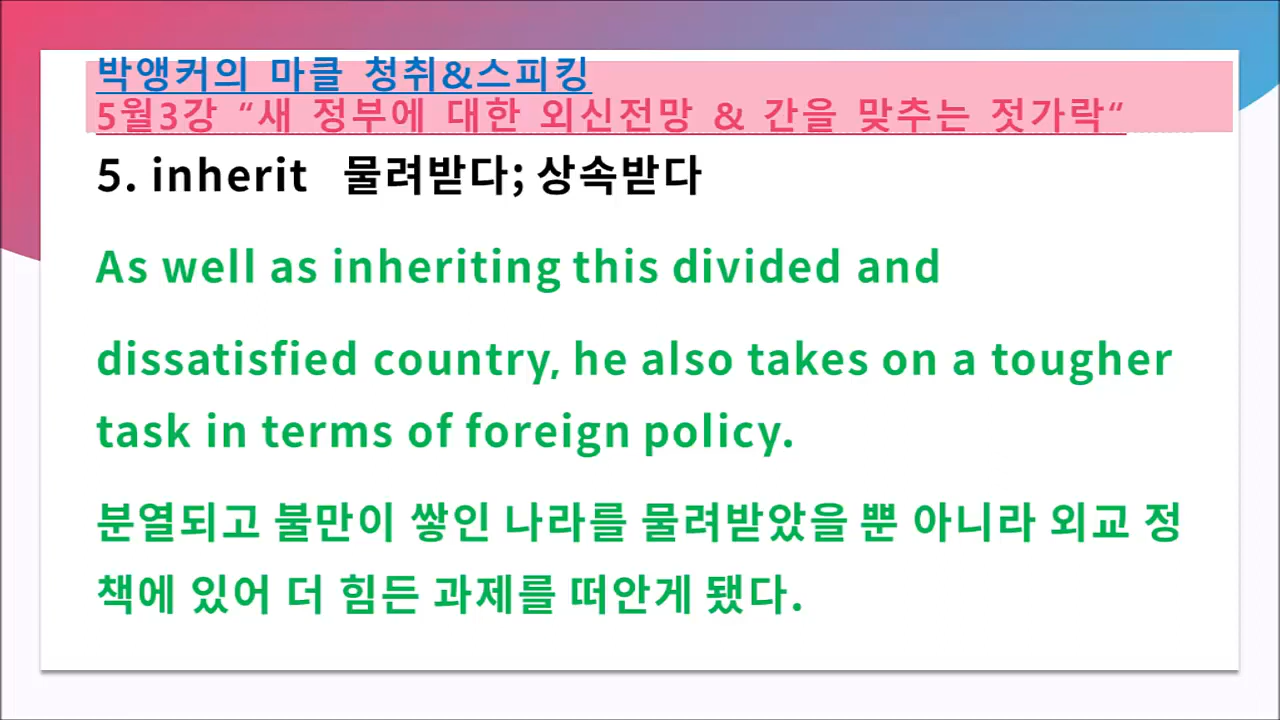 박앵커의 마클 청취&스피킹
5월3강 “새 정부에 대한 외신전망 & 간을 맞추는 젓가락“
5. inherit 물려받다; 상속받다
As well as inheriting this divided and
dissatisfied country, he also takes on a tougher
task in terms of foreign policy.
분열되고 불만이 쌓인 나라를 물려받았을 뿐 아니라 외교 정
책에 있어 더 힘든 과제를 떠안게 됐다.